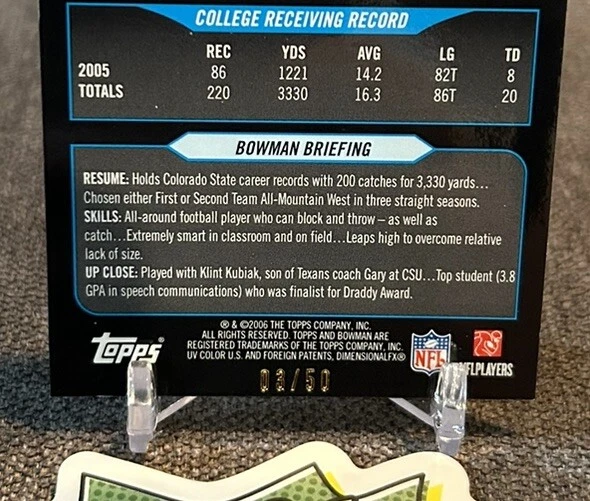 COLLEGE RECEIVING RECORD
REC YDS AVG LG TD
2005 86 1221 14.2 82T 8
TOTALS 220 3330 16.3 86T 20
BOWMAN BRIEFING
RESUME: Holds Colorado State career records with 200 catches for 3,330 yards...
Chosen either First or Second Team All-Mountain West in three straight seasons.
SKILLS: All-around football player who can block and throw – as well as
catch...Extremely smart in classroom and on field...Leaps high to overcome relative
lack of size.
UP CLOSE: Played with Klint Kubiak, son of Texans coach Gary at CSU...Top student (3.8
GPA in speech communications) who was finalist for Draddy Award.
Topps®
® & ©2006 THE TOPPS COMPANY, INC.
ALL RIGHTS RESERVED. TOPPS AND BOWMAN ARE
REGISTERED TRADEMARKS OF THE TOPPS COMPANY, INC.
UV COLOR U.S. AND FOREIGN PATENTS, DIMENSIONALFX®
NFL
NFLPLAYERS
03/50